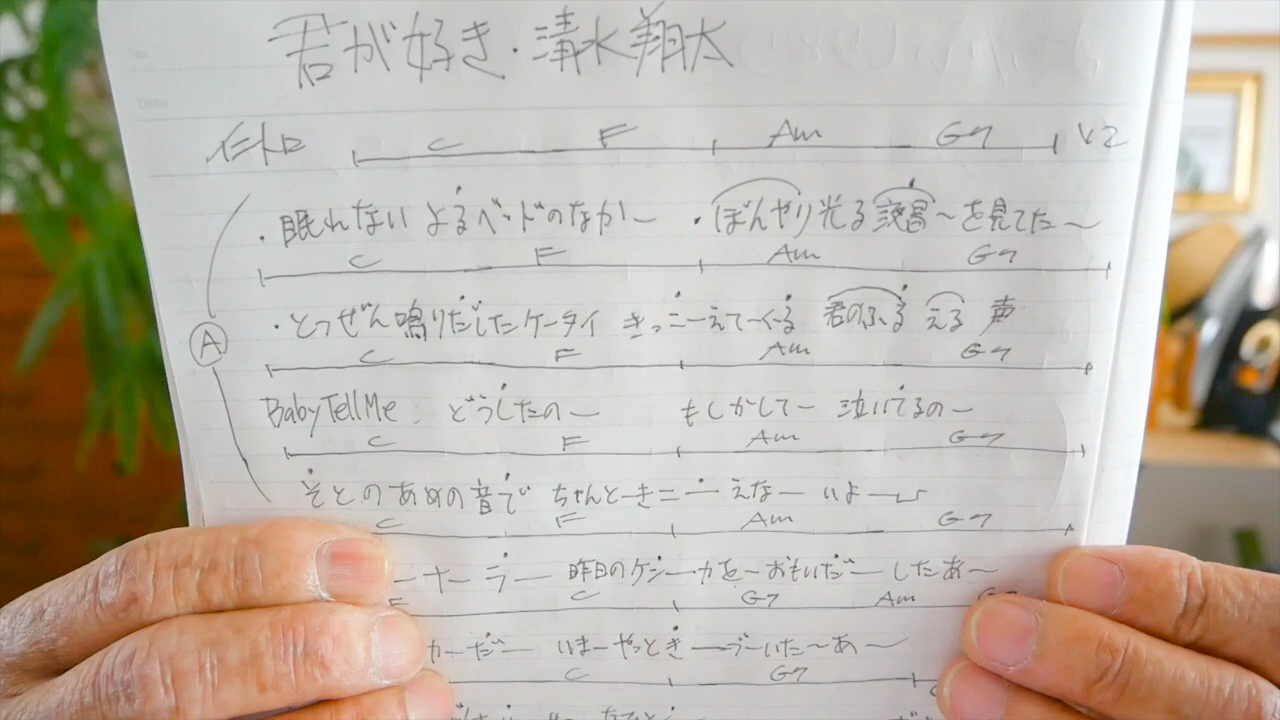 君が好き・清水翔太
イントロ C F Am G7 ×2
・眠れない よるベッドのなかー ・ぼんやり光る 〜を見てた〜
C F Am G7
・とつぜん鳴りだしたケータイ きっこーえてーくる 君のふる える 声
Ⓐ
C F Am G7
BabyTellMe どうしたのー もしかしてー 泣いてるのー
C F Am G7
そとのあめの音で ちゃんとーきこーえなーいよー
C F Am G7
ーナーラー 昨日のケンーカを〜おもいだーしたあ〜
F C G7 Am
カーだー いまーやっときーづーいた〜あ〜
C G7